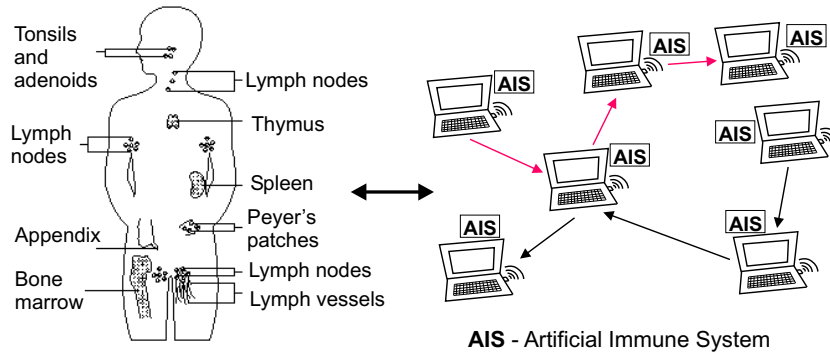 Tonsils
and
adenoids
Lymph nodes
Thymus
Lymph
nodes
Spleen
Peyer's
patches
Appendix
Lymph nodes
Bone
marrow
Lymph vessels
AIS
AIS
AIS
AIS
AIS
AIS
AIS
AIS - Artificial Immune System